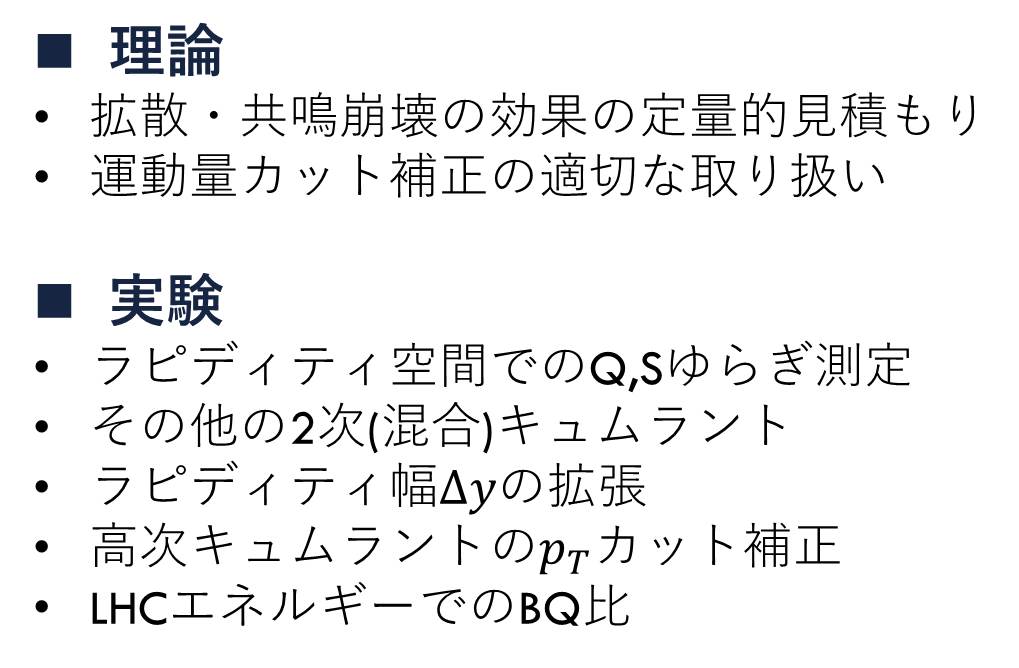 ■ 理論
• 拡散・共鳴崩壊の効果の定量的見積もり
• 運動量カット補正の適切な取り扱い
■ 実験
• ラピディティ空間でのQ,Sゆらぎ測定
• その他の2次(混合)キュムラント
• ラピディティ幅Δyの拡張
• 高次キュムラントのp_Tカット補正
• LHCエネルギーでのBQ比